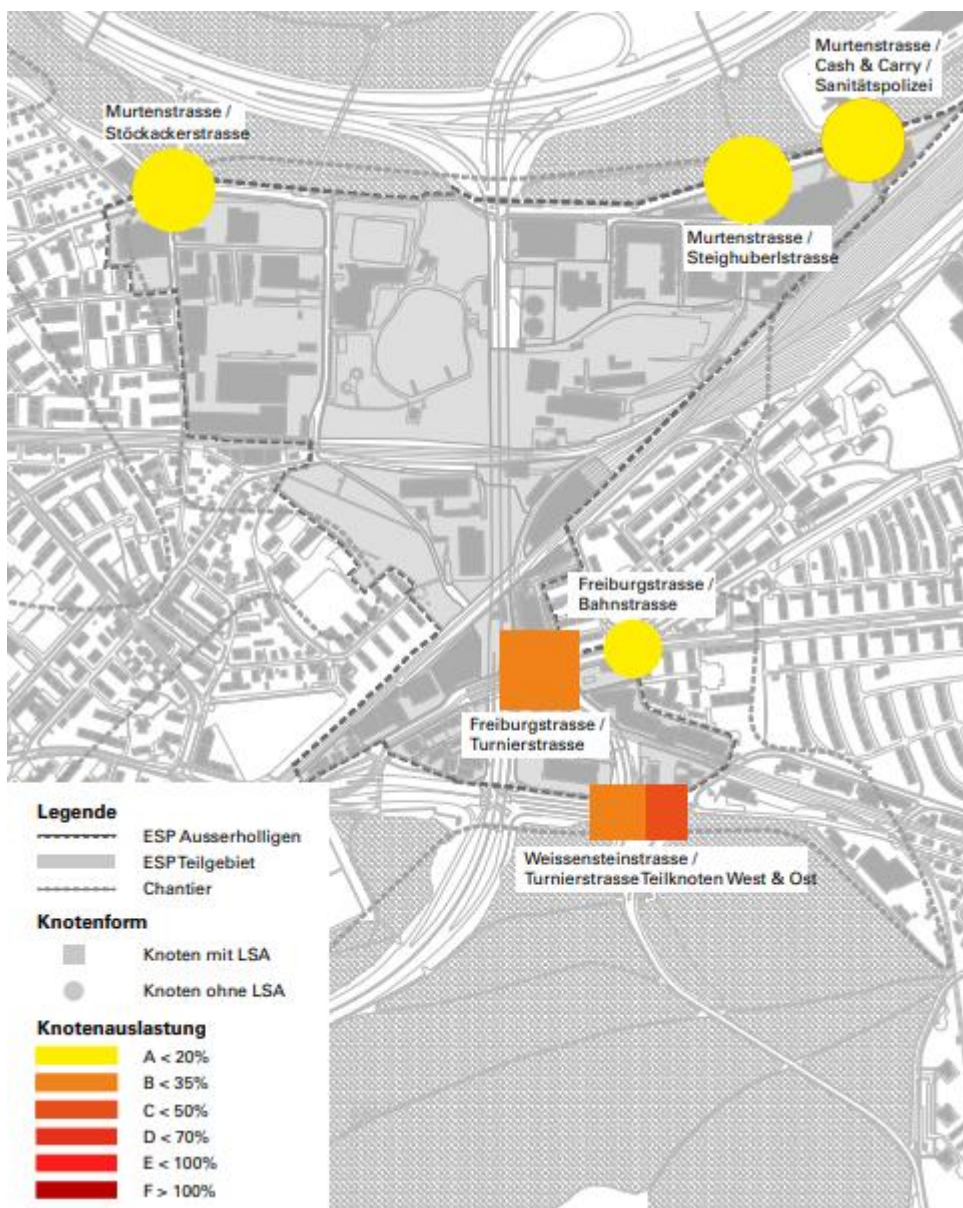 Murtenstrasse /
Cash & Carry /
Sanitätspolizei
Murtenstrasse /
Stöckackerstrasse
Murtenstrasse /
Steighuberlstrasse
Freiburgstrasse /
Bahnstrasse
Freiburgstrasse /
Turnierstrasse
Weissensteinstrasse /
Turnierstrasse Teilknoten West & Ost
Legende
ESP Ausserholligen
ESP Teilgebiet
Chantier
Knotenform
Knoten mit LSA
Knoten ohne LSA
Knotenauslastung
A < 20%
B < 35%
C < 50%
D < 70%
E < 100%
F > 100%